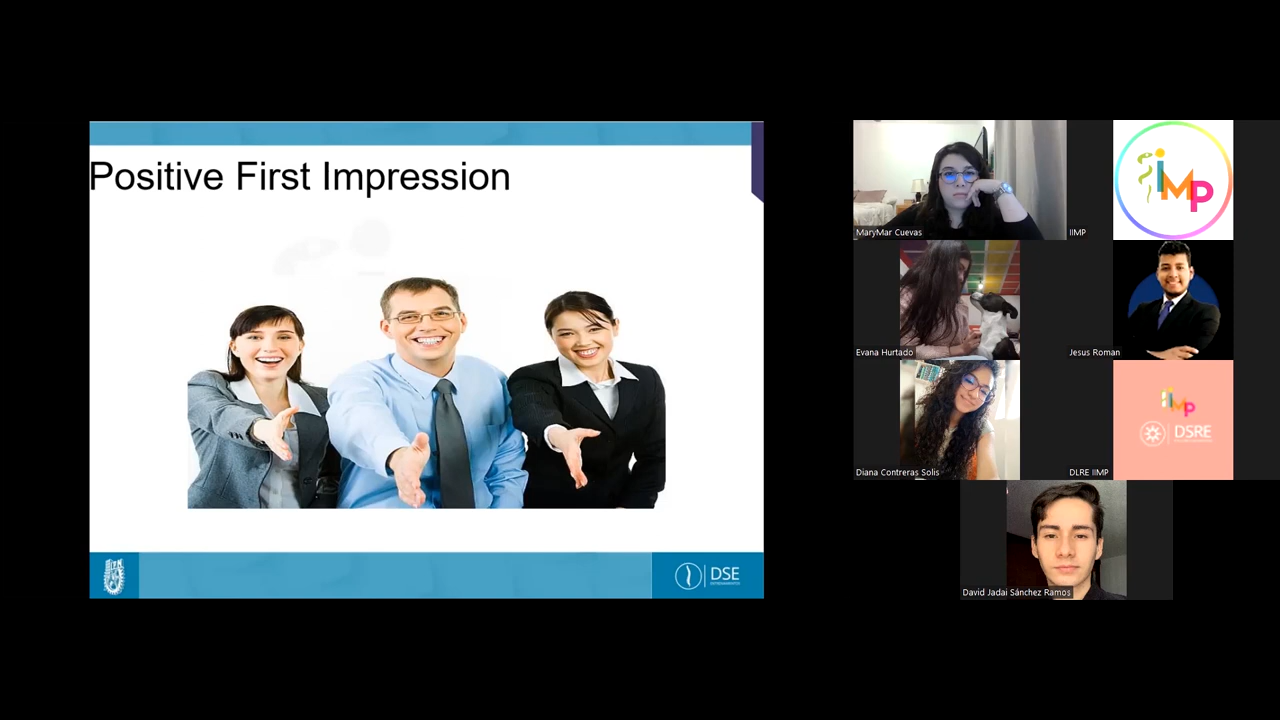 Positive First Impression
DSE
MaryMar Cuevas
IIMP
iMP
Evana Hurtado
Jesus Roman
Diana Contreras Solis
DLRE IIMP
iMP
DSRE
David Jadai Sánchez Ramos